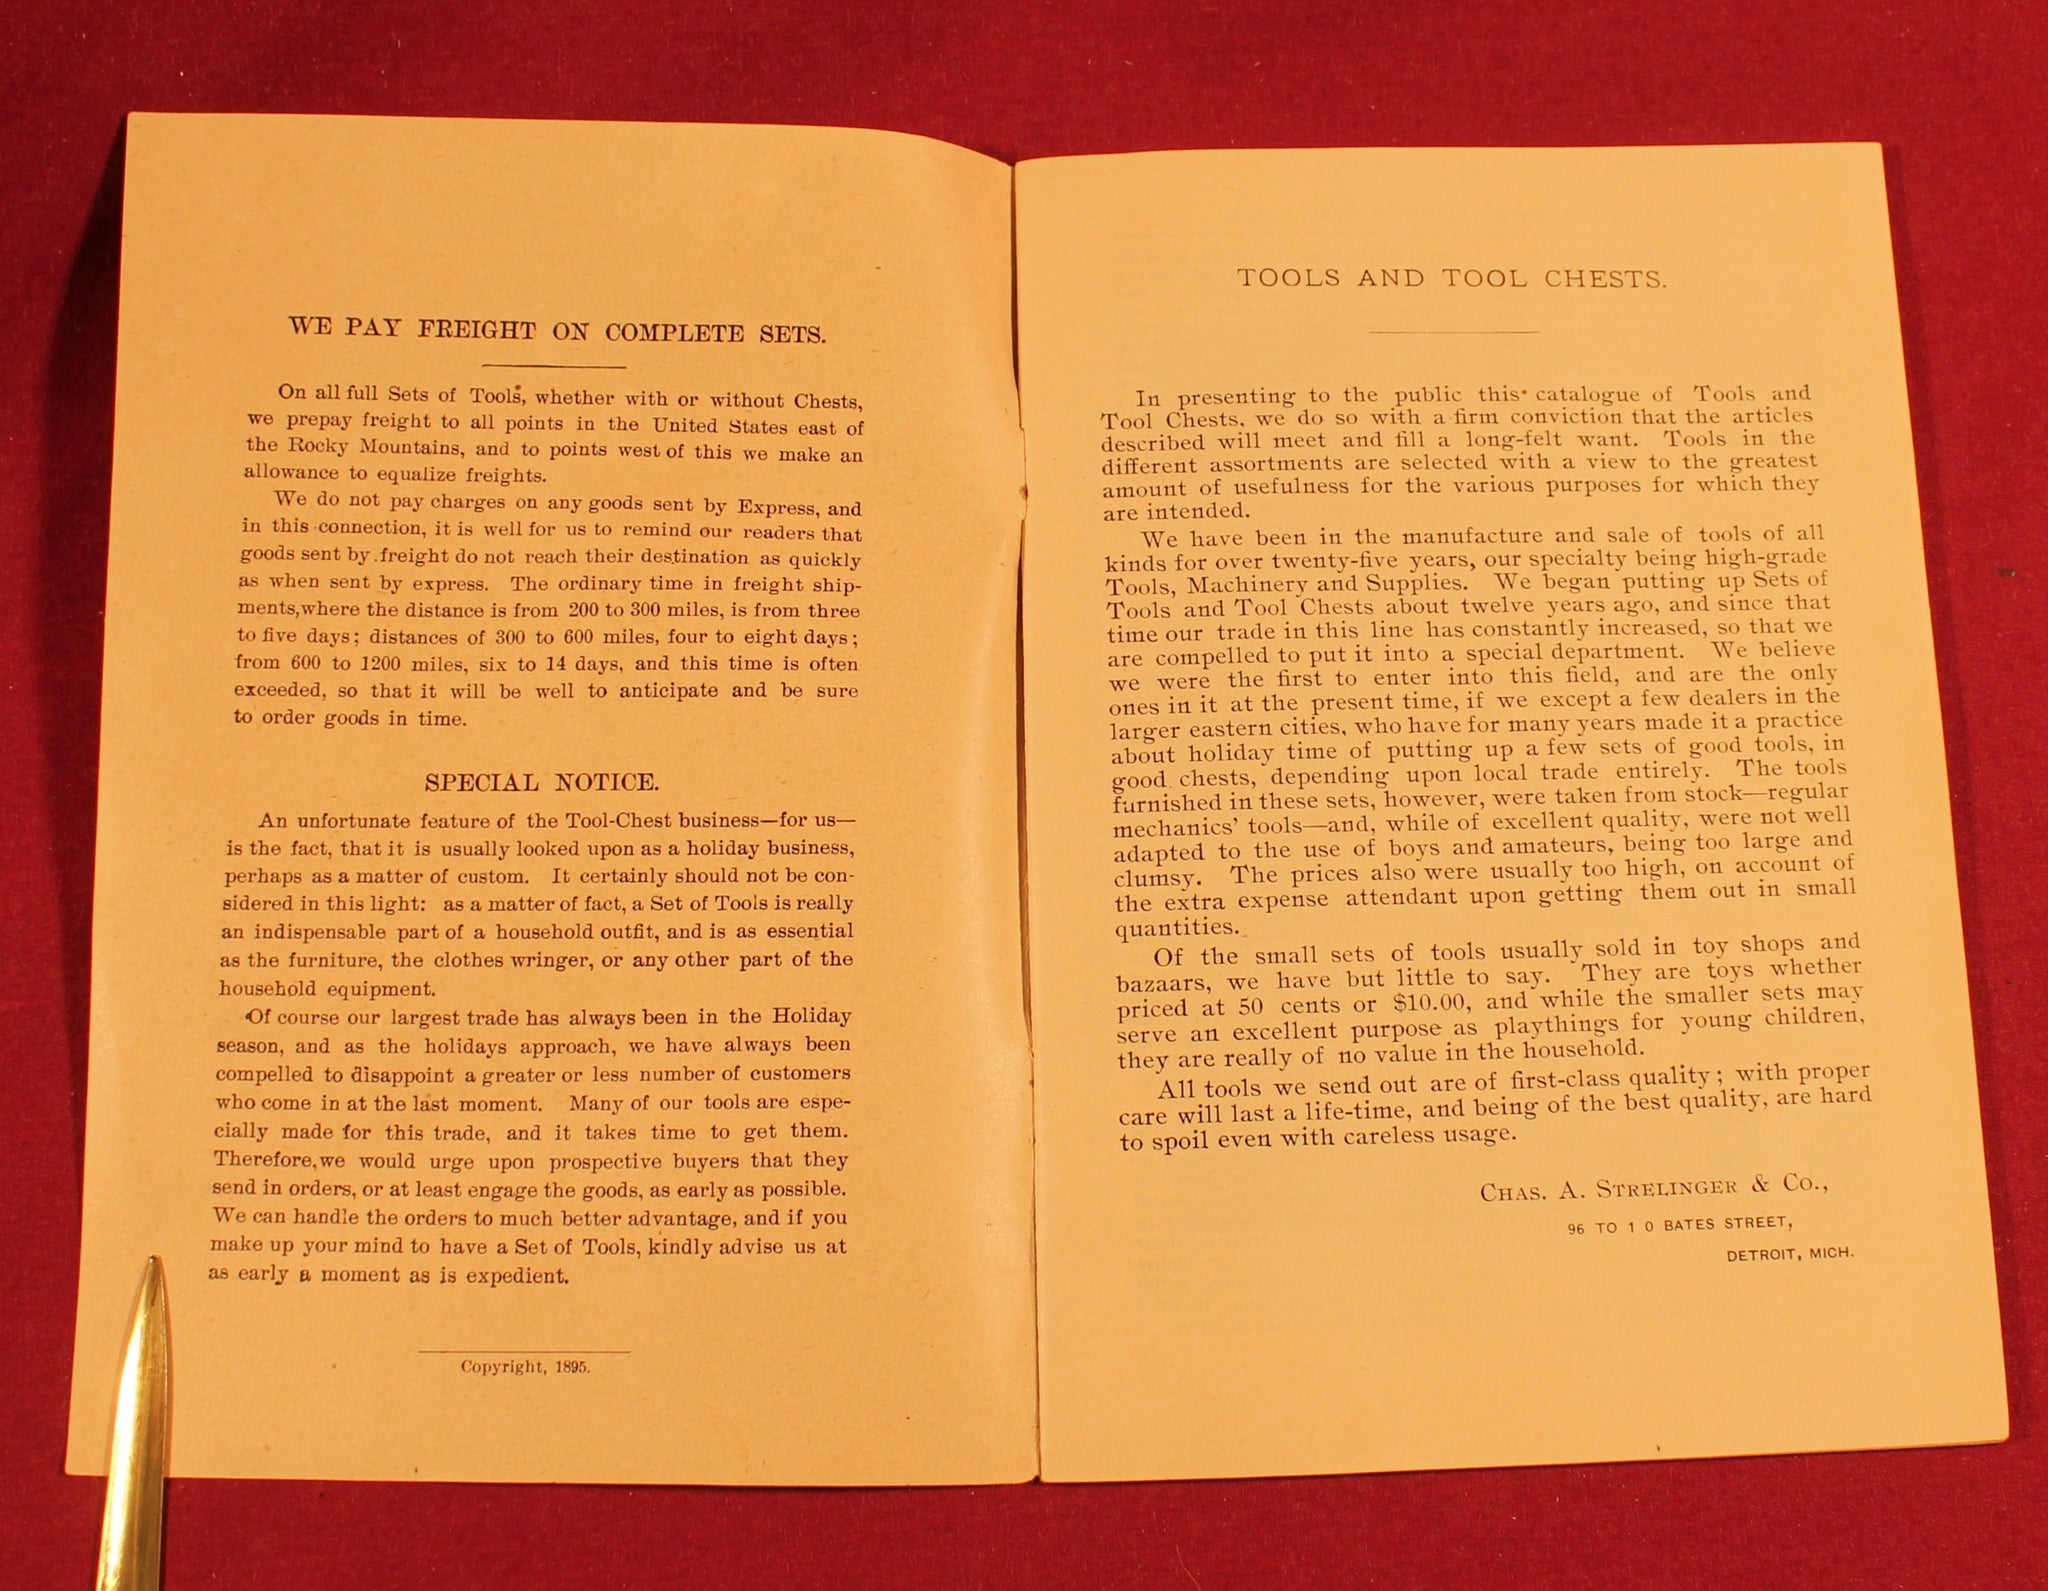 WE PAY FREIGHT ON COMPLETE SETS.
On all full Sets of Tools, whether with or without Chests,
we prepay freight to all points in the United States east of
the Rocky Mountains, and to points west of this we make an
allowance to equalize freights.
We do not pay charges on any goods sent by Express, and
in this connection, it is well for us to remind our readers that
goods sent by freight do not reach their destination as quickly
as when sent by express. The ordinary time in freight ship-
ments, where the distance is from 200 to 300 miles, is from three
to five days; distances of 300 to 600 miles, four to eight days;
from 600 to 1200 miles, six to 14 days, and this time is often
exceeded, so that it will be well to anticipate and be sure
to order goods in time.
SPECIAL NOTICE.
An unfortunate feature of the Tool-Chest business—for us—
is the fact, that it is usually looked upon as a holiday business,
perhaps as a matter of custom. It certainly should not be con-
sidered in this light: as a matter of fact, a Set of Tools is really
an indispensable part of a household outfit, and is as essential
as the furniture, the clothes wringer, or any other part of the
household equipment.
Of course our largest trade has always been in the Holiday
season, and as the holidays approach, we have always been
compelled to disappoint a greater or less number of customers
who come in at the last moment. Many of our tools are espe-
cially made for this trade, and it takes time to get them.
Therefore, we would urge upon prospective buyers that they
send in orders, or at least engage the goods, as early as possible.
We can handle the orders to much better advantage, and if you
make up your mind to have a Set of Tools, kindly advise us at
as early a moment as is expedient.
Copyright, 1895.
TOOLS AND TOOL CHESTS.
In presenting to the public this catalogue of Tools and
Tool Chests, we do so with a firm conviction that the articles
described will meet and fill a long-felt want. Tools in the
different assortments are selected with a view to the greatest
amount of usefulness for the various purposes for which they
are intended.
We have been in the manufacture and sale of tools of all
kinds for over twenty-five years, our specialty being high-grade
Tools, Machinery and Supplies. We began putting up Sets of
Tools and Tool Chests about twelve years ago, and since that
time our trade in this line has constantly increased, so that we
are compelled to put it into a special department. We believe
we were the first to enter into this field, and are the only
ones in it at the present time, if we except a few dealers in the
larger eastern cities, who have for many years made it a practice
about holiday time of putting up a few sets of good tools, in
good chests, depending upon local trade entirely. The tools
furnished in these sets, however, were taken from stock—regular
mechanics' tools—and, while of excellent quality, were not well
adapted to the use of boys and amateurs, being too large and
clumsy. The prices also were usually too high, on account of
the extra expense attendant upon getting them out in small
quantities.
Of the small sets of tools usually sold in toy shops and
bazaars, we have but little to say. They are toys whether
priced at 50 cents or $10.00, and while the smaller sets may
serve an excellent purpose as playthings for young children,
they are really of no value in the household.
All tools we send out are of first-class quality; with proper
care will last a life-time, and being of the best quality, are hard
to spoil even with careless usage.
CHAS. A. STRELINGER & CO.,
96 TO 1 0 BATES STREET,
DETROIT, MICH.